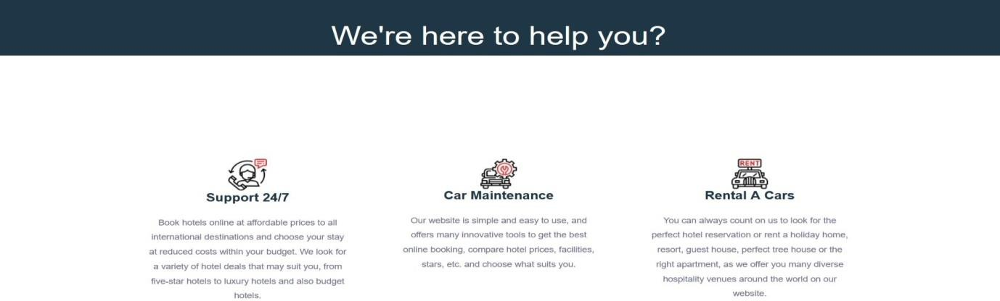 We're here to help you?
Support 24/7
Book hotels online at affordable prices to all
international destinations and choose your stay
at reduced costs within your budget. We look for
a variety of hotel deals that may suit you, from
five-star hotels to luxury hotels and also budget
hotels.
Car Maintenance
Our website is simple and easy to use, and
offers many innovative tools to get the best
online booking, compare hotel prices, facilities,
stars, etc. and choose what suits you.
RENT
Rental A Cars
You can always count on us to look for the
perfect hotel reservation or rent a holiday home,
resort, guest house, perfect tree house or the
right apartment, as we offer you many diverse
hospitality venues around the world on our
website.